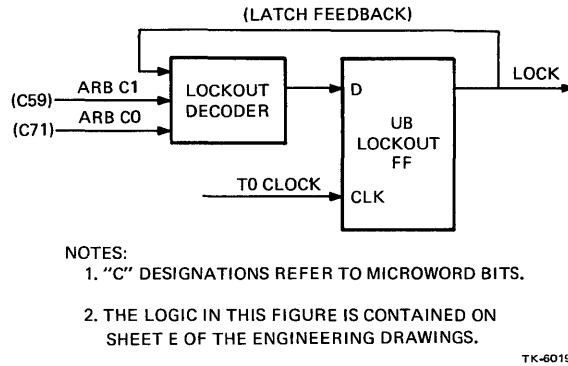 (LATCH FEEDBACK)
LOCK
ARB C1
(C59)
LOCKOUT
DECODER
D
ARB C0
(C71)
UB
LOCKOUT
FF
T0 CLOCK
CLK
NOTES:
1. "C" DESIGNATIONS REFER TO MICROWORD BITS.
2. THE LOGIC IN THIS FIGURE IS CONTAINED ON
SHEET E OF THE ENGINEERING DRAWINGS.
TK-6019